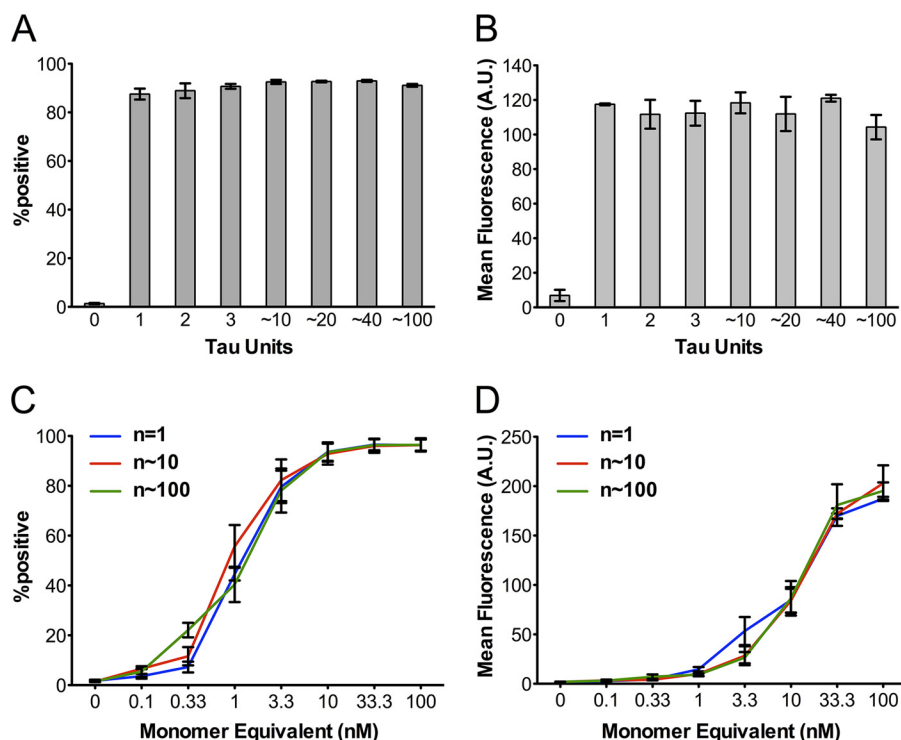 A
%positive
100
80
60
40
20
0
0 1 2 3 ~10 ~20 ~40 ~100
Tau Units
B
Mean Fluorescence (A.U.)
140
120
100
80
60
40
20
0
0 1 2 3 ~10 ~20 ~40 ~100
Tau Units
C
n=1
n~10
n~100
%positive
100
80
60
40
20
0
0 0.1 0.33 1 3.3 10 33.3 100
Monomer Equivalent (nM)
D
n=1
n~10
n~100
Mean Fluorescence (A.U.)
250
200
150
100
50
0
0 0.1 0.33 1 3.3 10 33.3 100
Monomer Equivalent (nM)